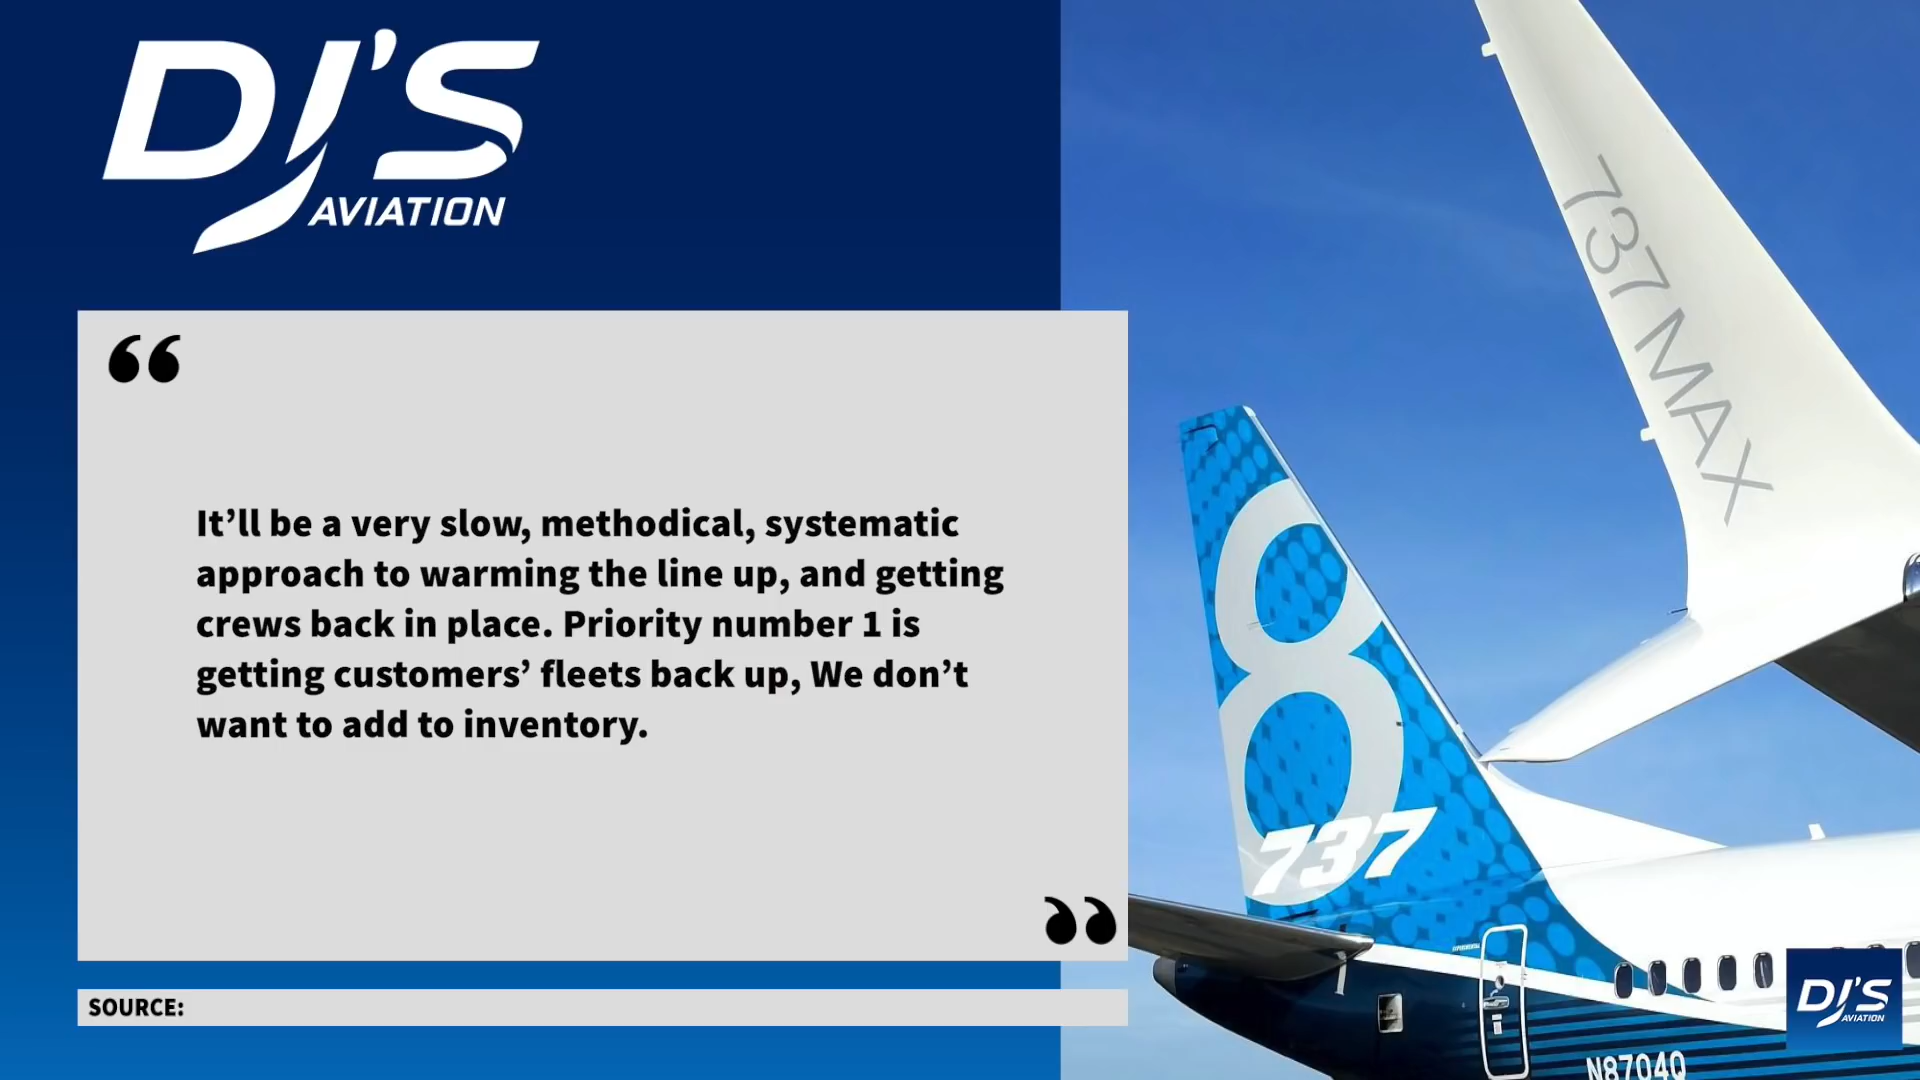 DJ'S
AVIATION
“
It’ll be a very slow, methodical, systematic
approach to warming the line up, and getting
crews back in place. Priority number 1 is
getting customers’ fleets back up, We don’t
want to add to inventory.
”
SOURCE:
737 MAX
8
737
EXPERIMENTAL
N8704Q
DJ'S
AVIATION